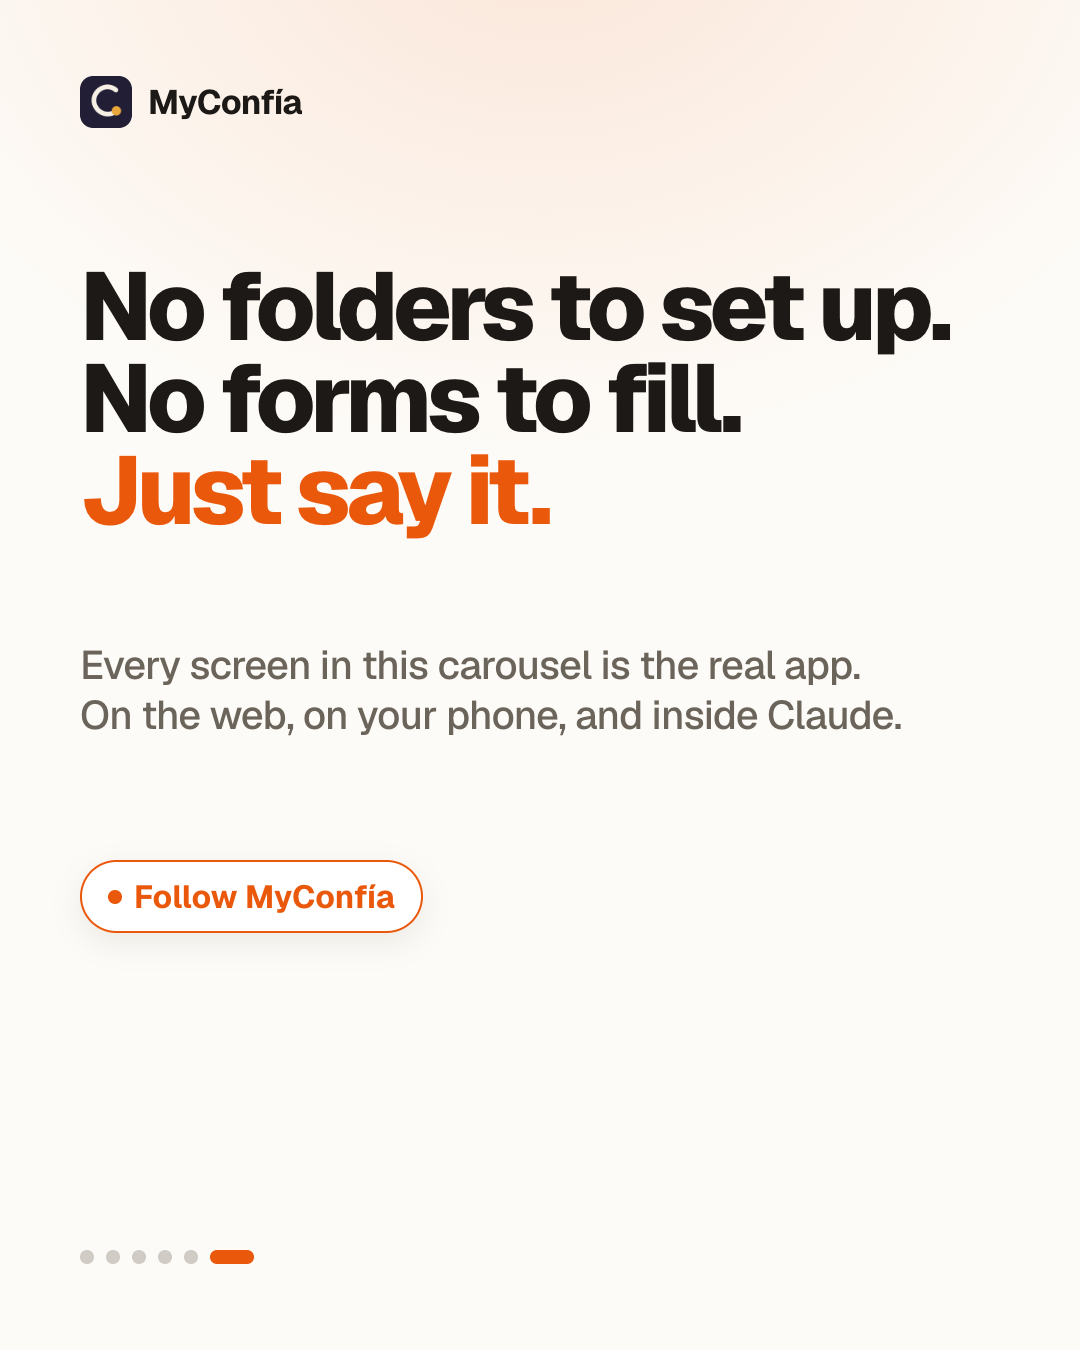 MyConfía
No folders to set up.
No forms to fill.
Just say it.
Every screen in this carousel is the real app.
On the web, on your phone, and inside Claude.
Follow MyConfía